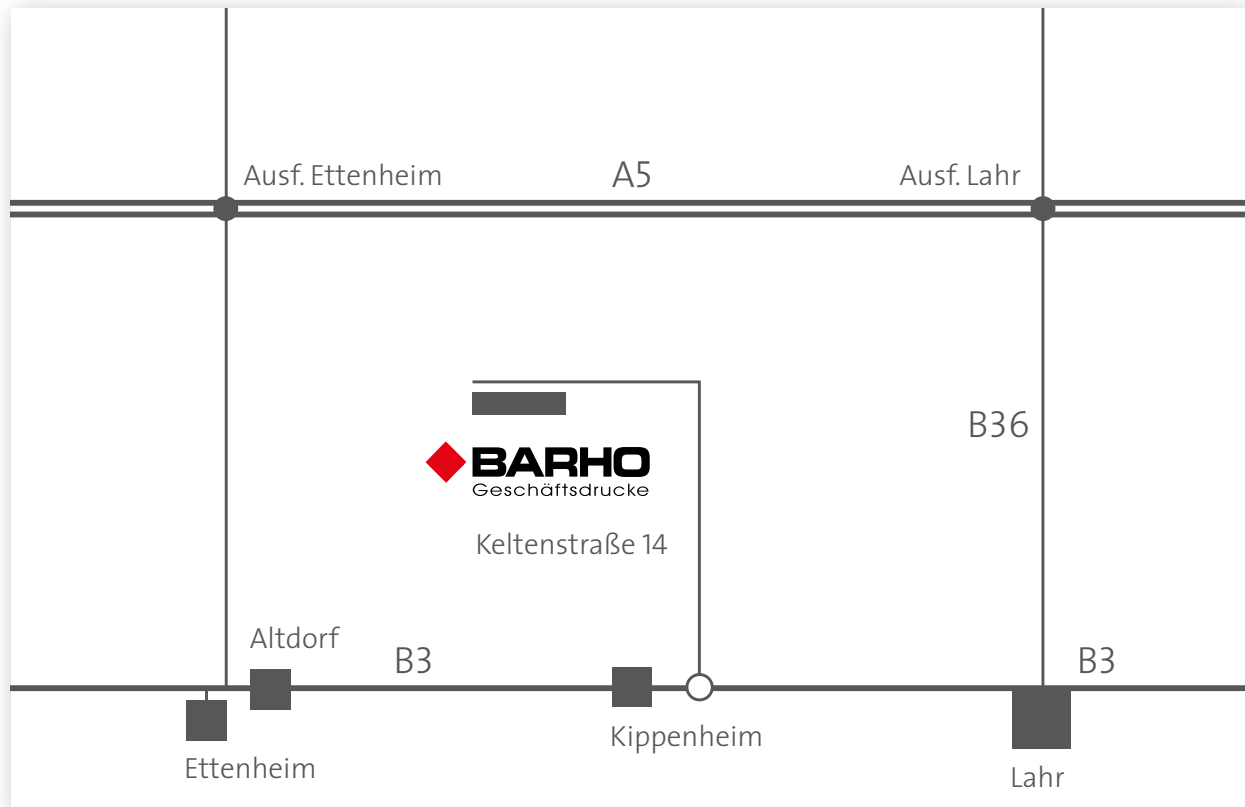 Ausf. Ettenheim
A5
Ausf. Lahr
B36
BARHO
Geschäftsdrucke
Keltenstraße 14
Altdorf
B3
B3
Kippenheim
Ettenheim
Lahr